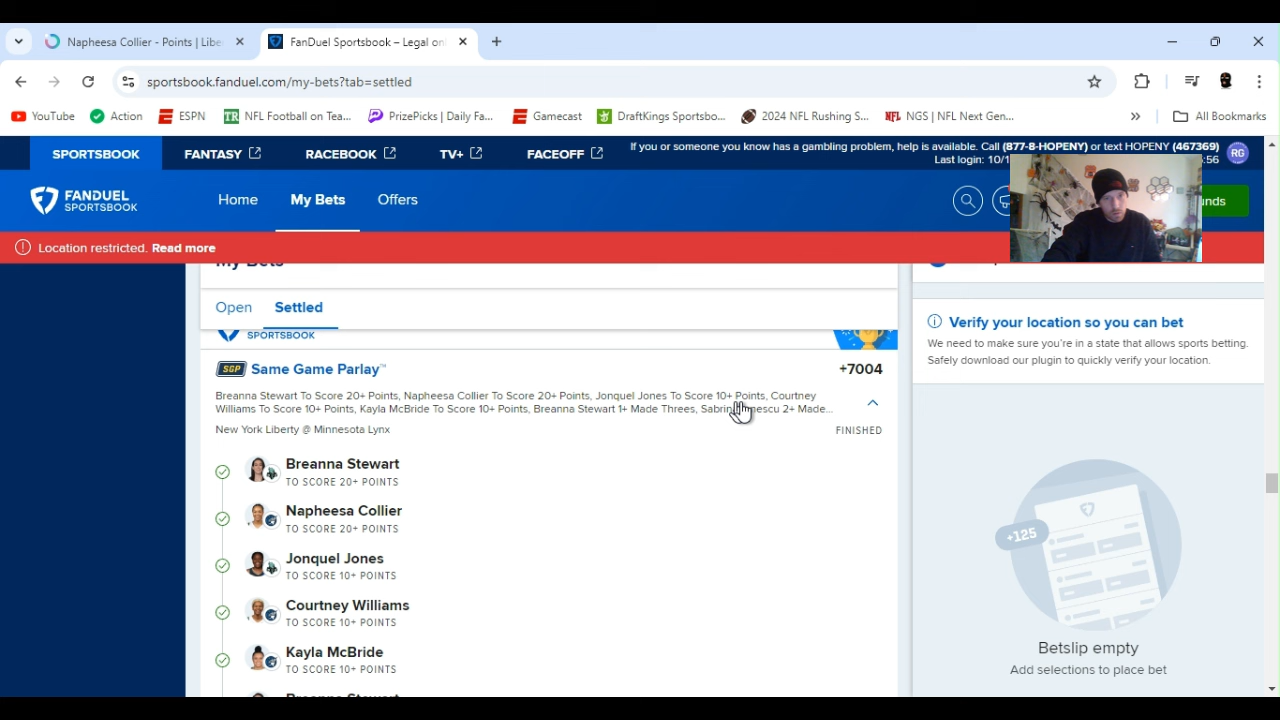 Napheesa Collier - Points | Libe
FanDuel Sportsbook – Legal on
sportsbook.fanduel.com/my-bets?tab=settled
YouTube
Action
ESPN
NFL Football on Tea...
PrizePicks | Daily Fa...
Gamecast
DraftKings Sportsbo...
2024 NFL Rushing S...
NGS | NFL Next Gen...
»
All Bookmarks
SPORTSBOOK
FANTASY
RACEBOOK
TV+
FACEOFF
If you or someone you know has a gambling problem, help is available. Call (877-8-HOPENY) or text HOPENY (467369)
Last login: 10/1
:56
RG
FANDUEL
SPORTSBOOK
Home
My Bets
Offers
unds
Location restricted. Read more
My Bets
Open
Settled
SPORTSBOOK
SGP Same Game Parlay™
+7004
Breanna Stewart To Score 20+ Points, Napheesa Collier To Score 20+ Points, Jonquel Jones To Score 10+ Points, Courtney
Williams To Score 10+ Points, Kayla McBride To Score 10+ Points, Breanna Stewart 1+ Made Threes, Sabrin nescu 2+ Made...
New York Liberty @ Minnesota Lynx
FINISHED
Breanna Stewart
TO SCORE 20+ POINTS
Napheesa Collier
TO SCORE 20+ POINTS
Jonquel Jones
TO SCORE 10+ POINTS
Courtney Williams
TO SCORE 10+ POINTS
Kayla McBride
TO SCORE 10+ POINTS
Breanna Stewart
Verify your location so you can bet
We need to make sure you're in a state that allows sports betting.
Safely download our plugin to quickly verify your location.
+125
Betslip empty
Add selections to place bet